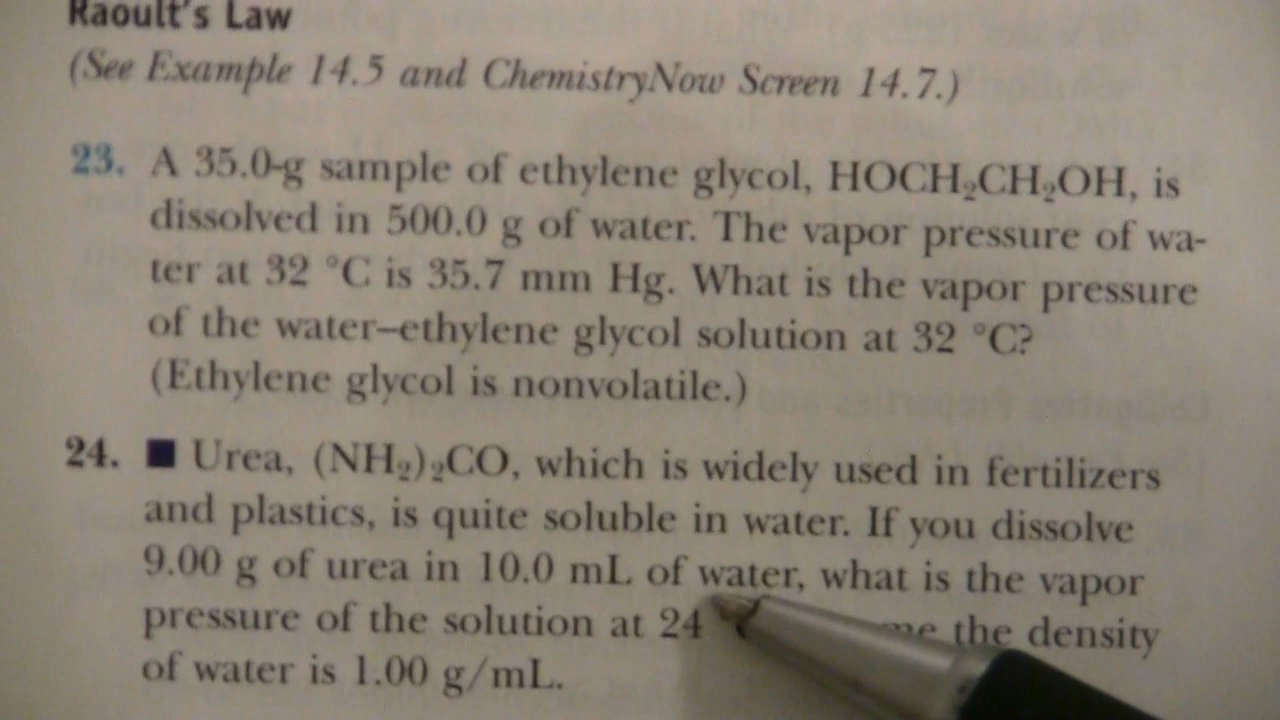 Raoult's Law
(See Example 14.5 and ChemistryNow Screen 14.7.)
23. A 35.0-g sample of ethylene glycol, HOCH₂CH₂OH, is
dissolved in 500.0 g of water. The vapor pressure of wa-
ter at 32 °C is 35.7 mm Hg. What is the vapor pressure
of the water–ethylene glycol solution at 32 °C?
(Ethylene glycol is nonvolatile.)
24. ■ Urea, (NH₂)₂CO, which is widely used in fertilizers
and plastics, is quite soluble in water. If you dissolve
9.00 g of urea in 10.0 mL of water, what is the vapor
pressure of the solution at 24 the density
of water is 1.00 g/mL.